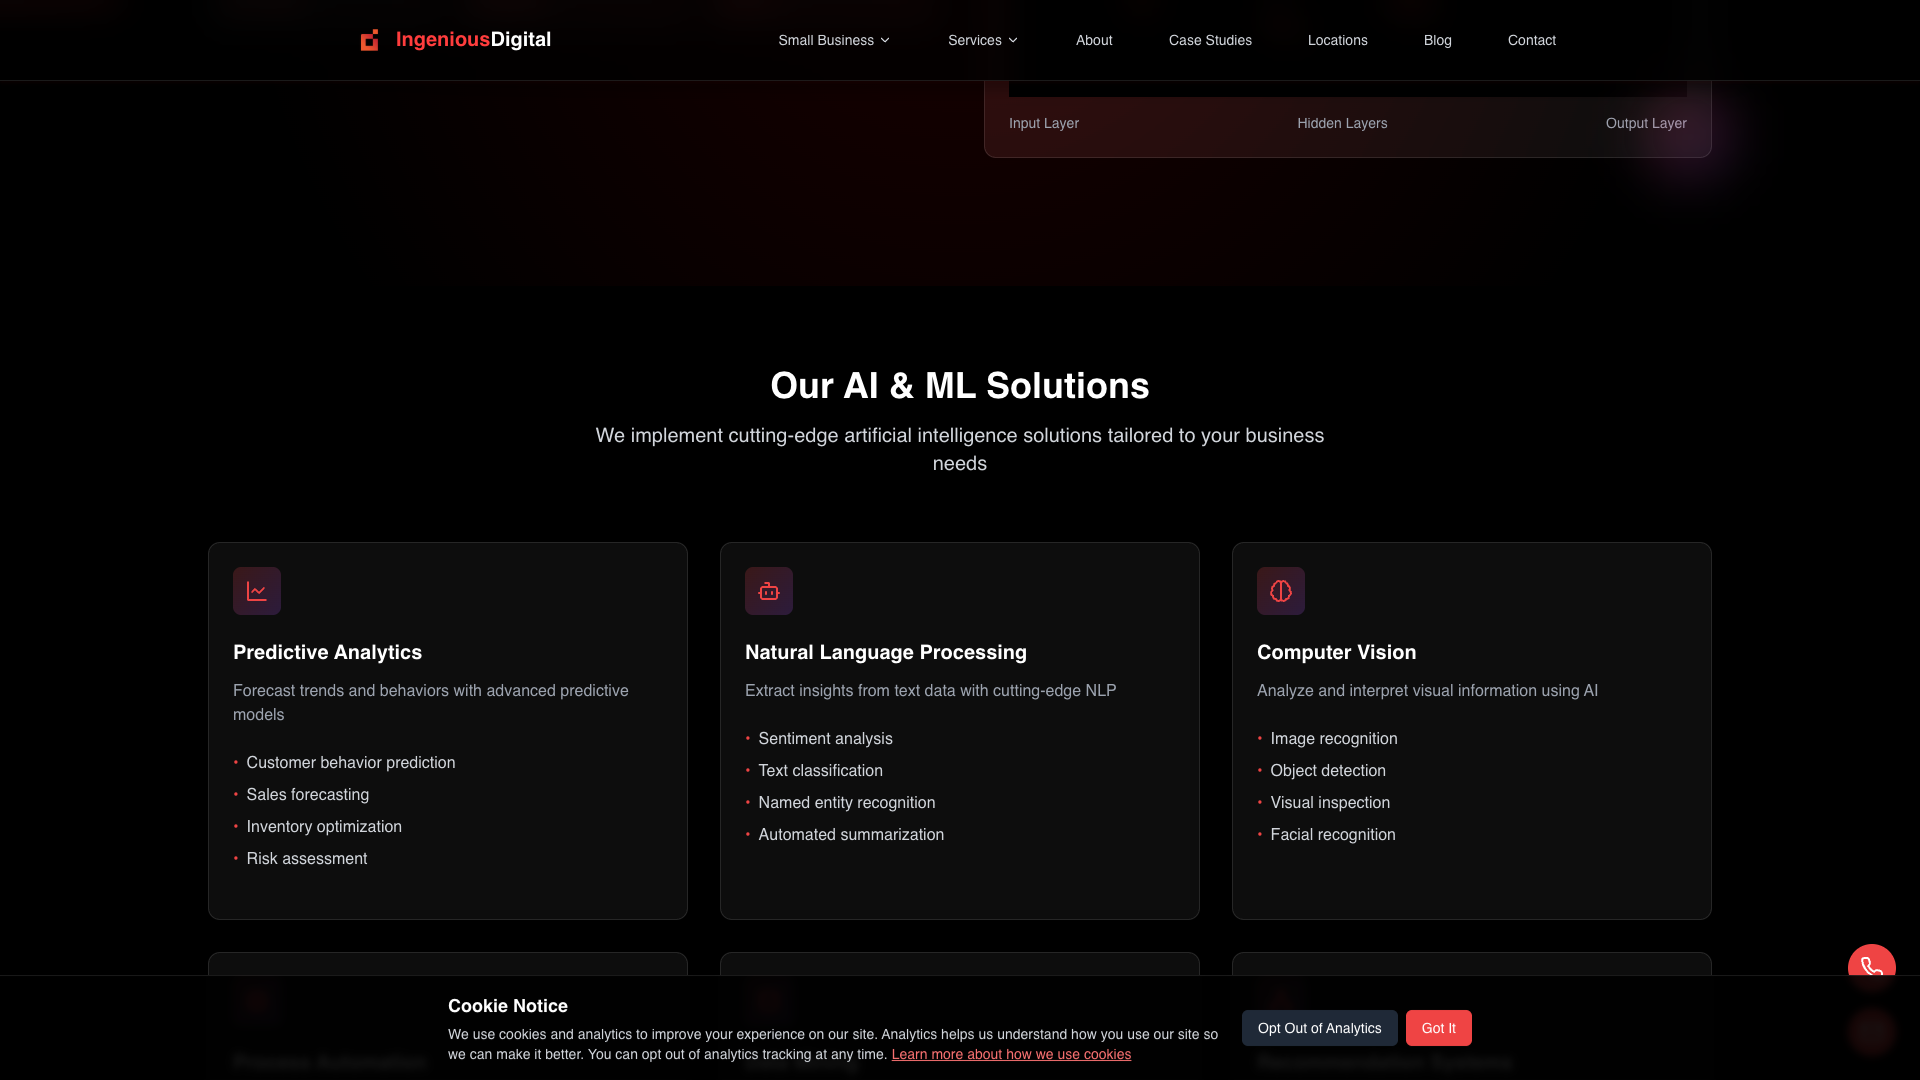 IngeniousDigital
Small Business
Services
About
Case Studies
Locations
Blog
Contact
Input Layer
Hidden Layers
Output Layer
Our AI & ML Solutions
We implement cutting-edge artificial intelligence solutions tailored to your business
needs
Predictive Analytics
Forecast trends and behaviors with advanced predictive
models
• Customer behavior prediction
• Sales forecasting
• Inventory optimization
• Risk assessment
Natural Language Processing
Extract insights from text data with cutting-edge NLP
• Sentiment analysis
• Text classification
• Named entity recognition
• Automated summarization
Computer Vision
Analyze and interpret visual information using AI
• Image recognition
• Object detection
• Visual inspection
• Facial recognition
Process Automation
Recommendation Systems
Cookie Notice
We use cookies and analytics to improve your experience on our site. Analytics helps us understand how you use our site so
we can make it better. You can opt out of analytics tracking at any time. Learn more about how we use cookies
Opt Out of Analytics
Got It